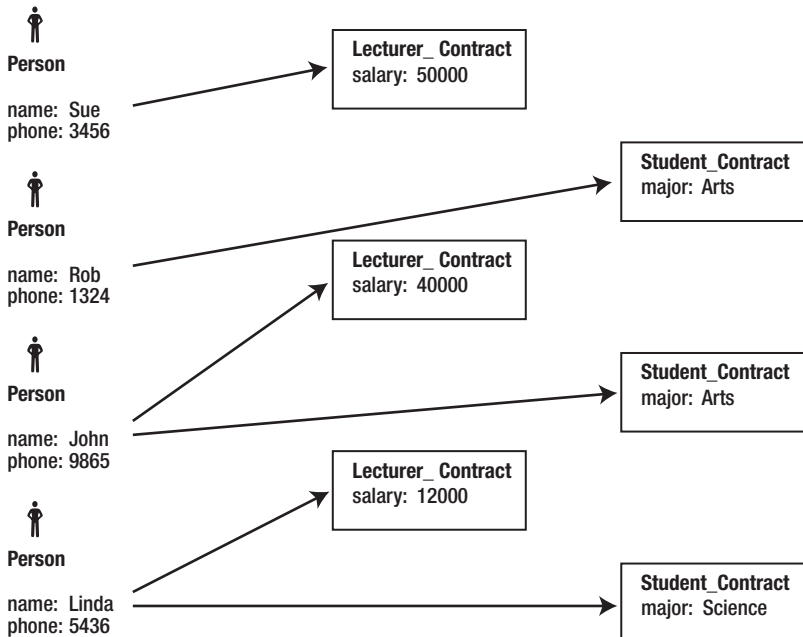 Person
name: Sue
phone: 3456
Lecturer_ Contract
salary: 50000
Person
name: Rob
phone: 1324
Student_Contract
major: Arts
Lecturer_ Contract
salary: 40000
Person
name: John
phone: 9865
Student_Contract
major: Arts
Lecturer_ Contract
salary: 12000
Person
name: Linda
phone: 5436
Student_Contract
major: Science